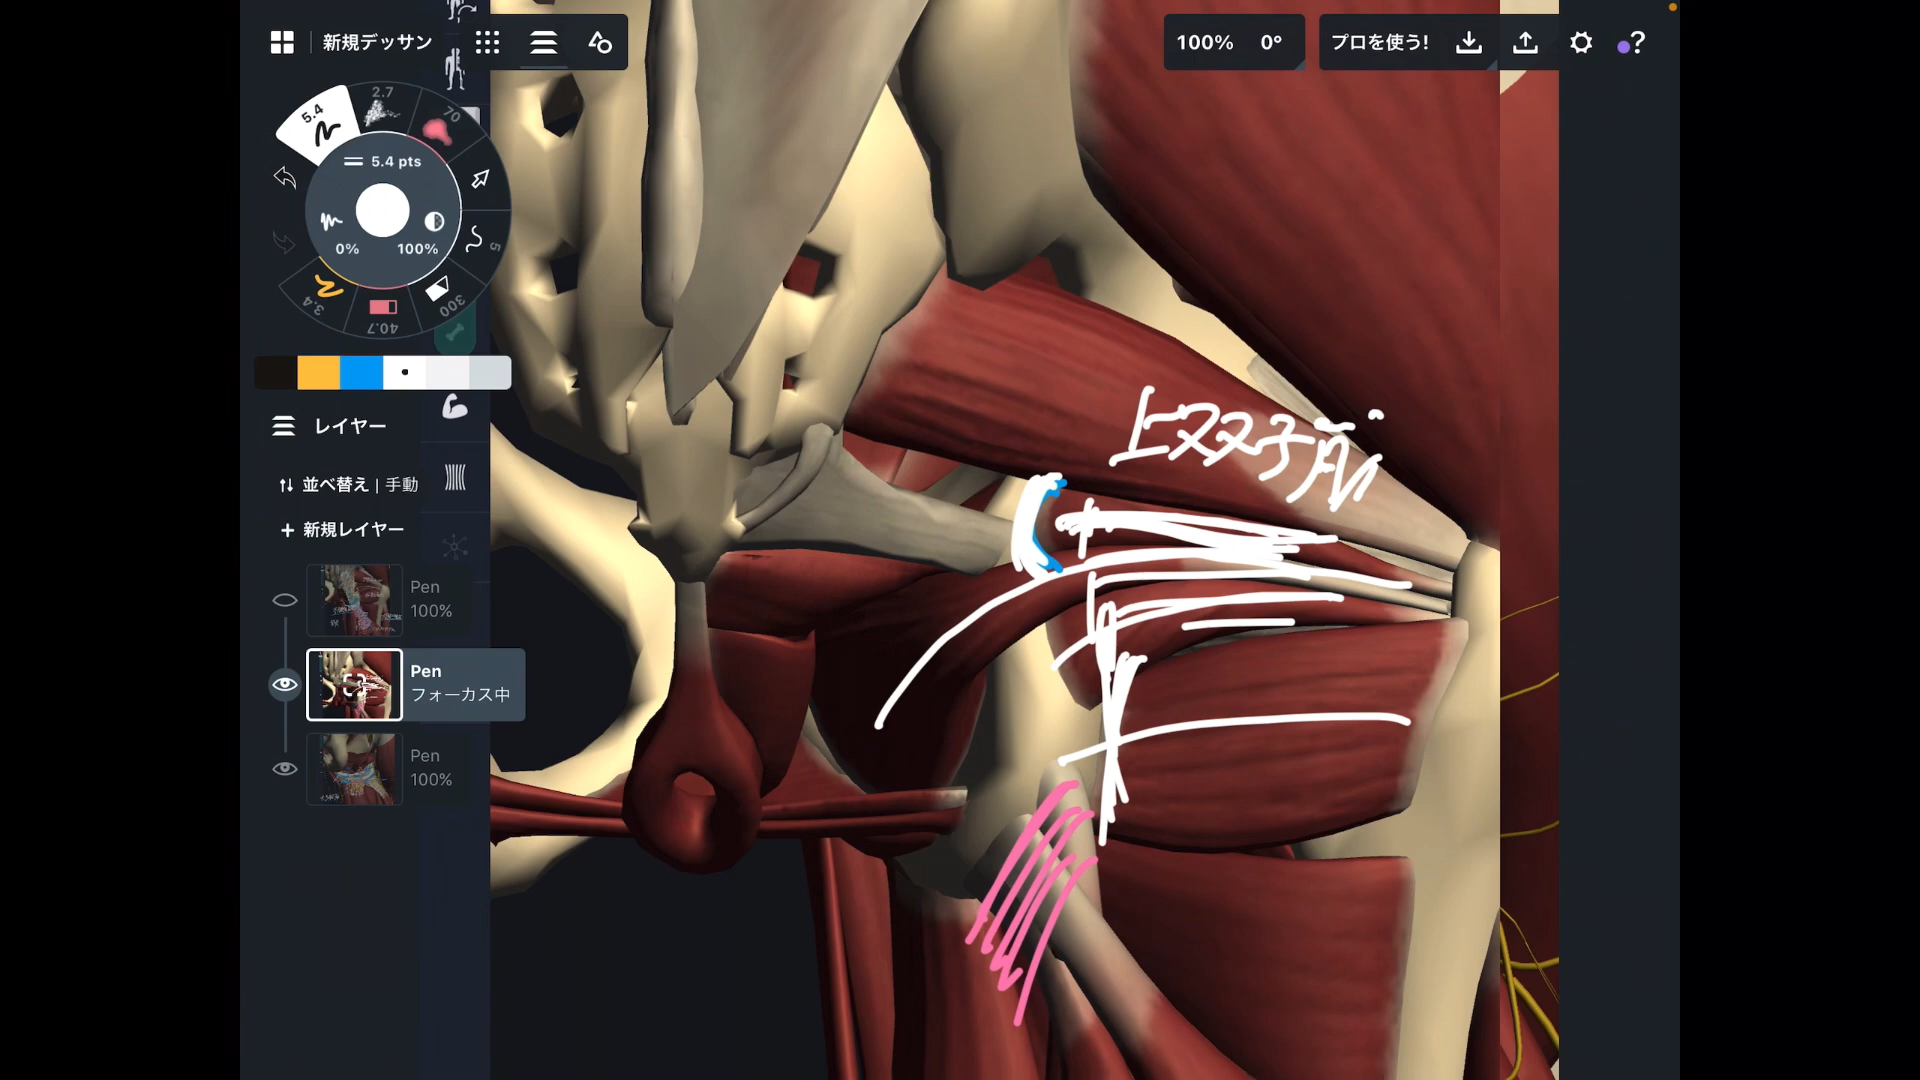 新規デッサン
100% 0°
プロを使う!
?
5.4
2.7
70
5
300
40.7
3.4
5.4 pts
0% 100%
レイヤー
並べ替え | 手動
+ 新規レイヤー
Pen
100%
Pen
フォーカス中
Pen
100%
上双子筋